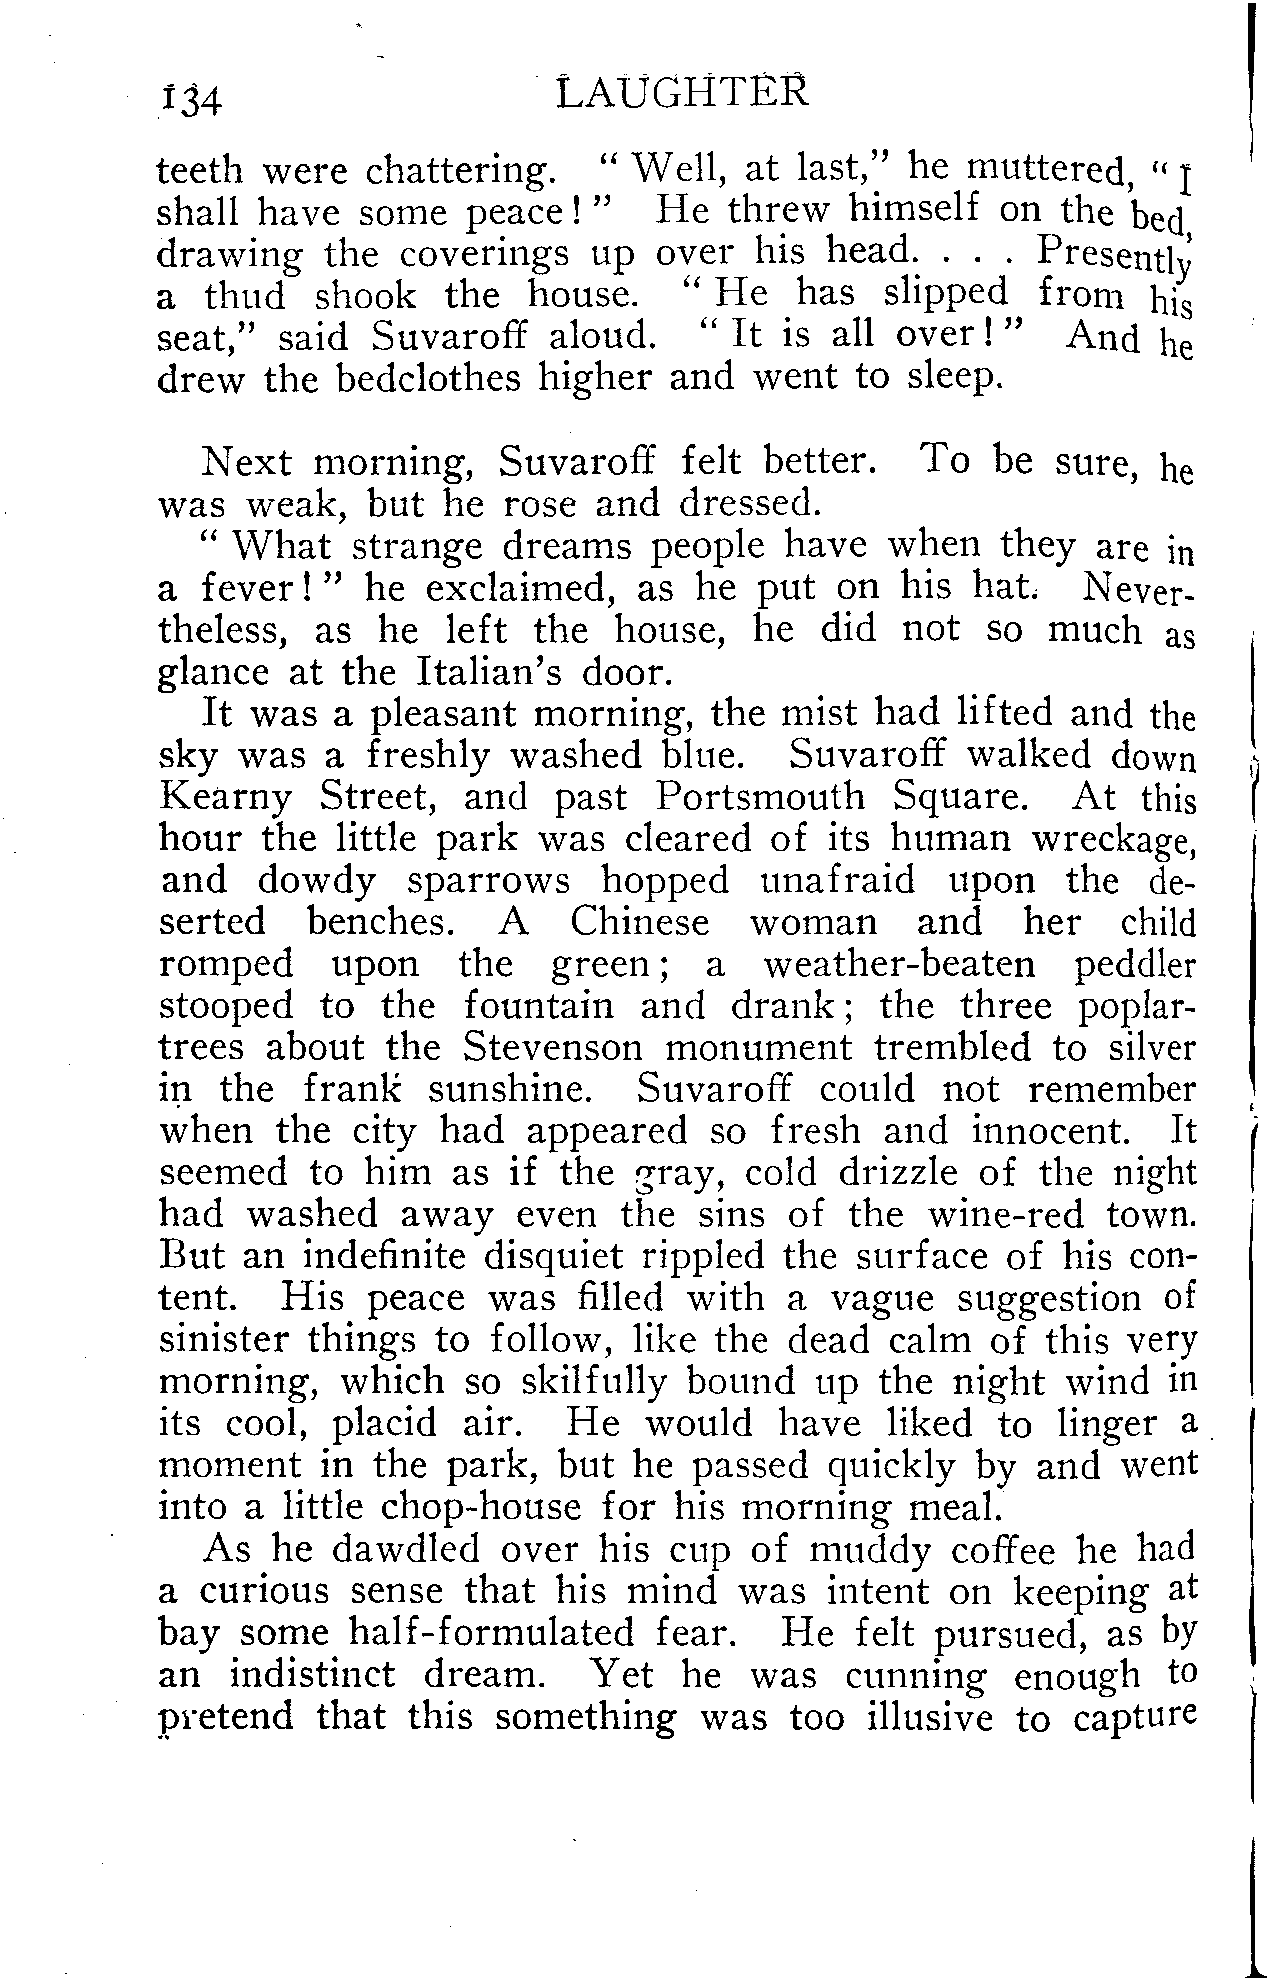 134 LAUGHTER
teeth were chattering. “ Well, at last,” he muttered, “ I
shall have some peace ! ” He threw himself on the bed,
drawing the coverings up over his head. . . . Presently
a thud shook the house. “ He has slipped from his
seat,” said Suvaroff aloud. “ It is all over ! ” And he
drew the bedclothes higher and went to sleep.
Next morning, Suvaroff felt better. To be sure, he
was weak, but he rose and dressed.
“ What strange dreams people have when they are in
a fever ! ” he exclaimed, as he put on his hat. Never-
theless, as he left the house, he did not so much as
glance at the Italian’s door.
It was a pleasant morning, the mist had lifted and the
sky was a freshly washed blue. Suvaroff walked down
Kearny Street, and past Portsmouth Square. At this
hour the little park was cleared of its human wreckage,
and dowdy sparrows hopped unafraid upon the de-
serted benches. A Chinese woman and her child
romped upon the green ; a weather-beaten peddler
stooped to the fountain and drank ; the three poplar-
trees about the Stevenson monument trembled to silver
in the frank sunshine. Suvaroff could not remember
when the city had appeared so fresh and innocent. It
seemed to him as if the gray, cold drizzle of the night
had washed away even the sins of the wine-red town.
But an indefinite disquiet rippled the surface of his con-
tent. His peace was filled with a vague suggestion of
sinister things to follow, like the dead calm of this very
morning, which so skilfully bound up the night wind in
its cool, placid air. He would have liked to linger a
moment in the park, but he passed quickly by and went
into a little chop-house for his morning meal.
As he dawdled over his cup of muddy coffee he had
a curious sense that his mind was intent on keeping at
bay some half-formulated fear. He felt pursued, as by
an indistinct dream. Yet he was cunning enough to
pretend that this something was too illusive to capture